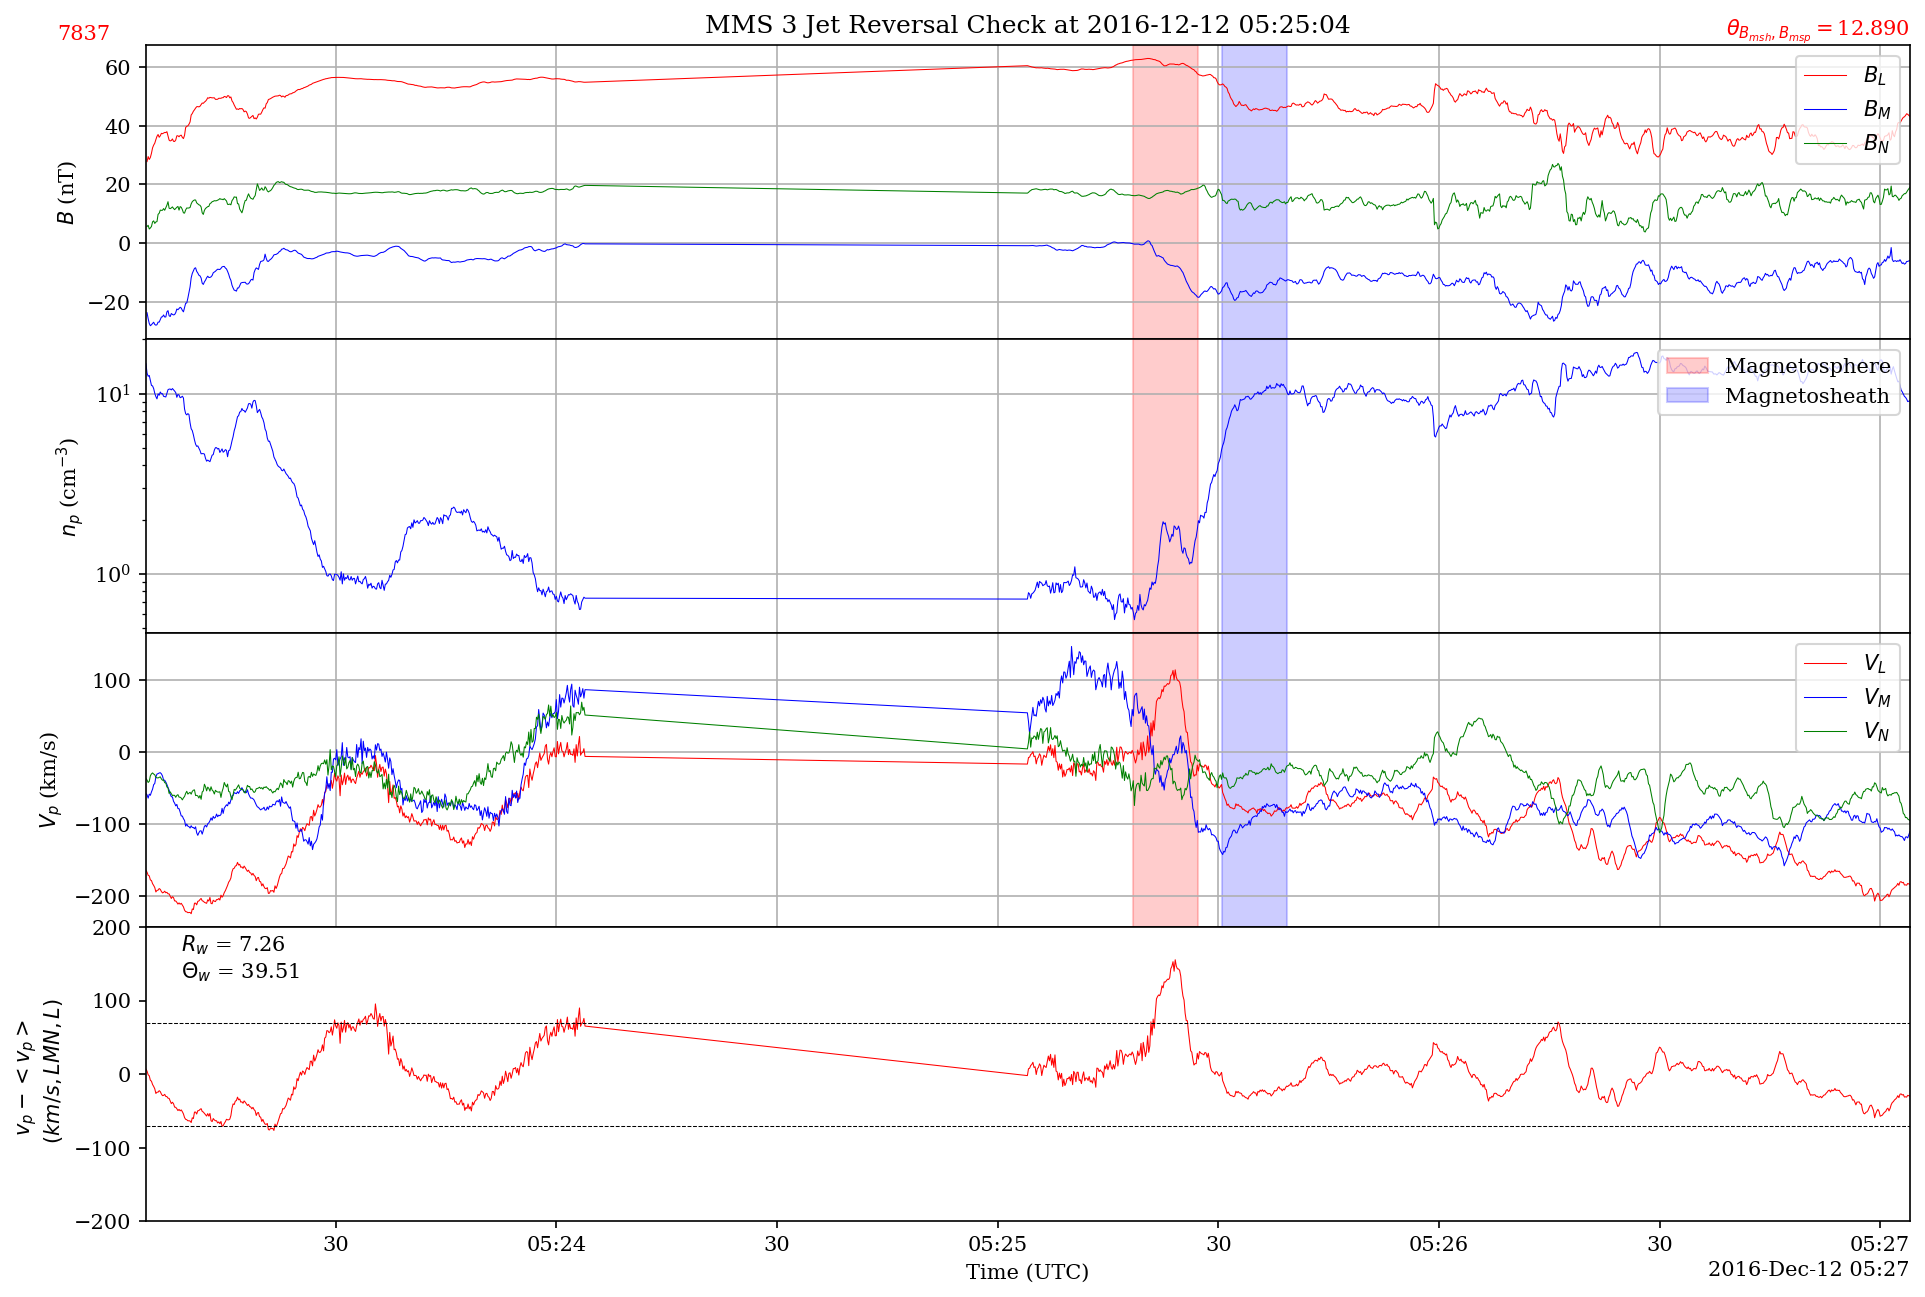 MMS 3 Jet Reversal Check at 2016-12-12 05:25:04
7837
θ_{B_{msh}, B_{msp}} = 12.890
60
40
20
0
−20
B (nT)
B_L
B_M
B_N
10^1
10^0
n_p (cm^{−3})
Magnetosphere
Magnetosheath
100
0
−100
−200
V_p (km/s)
V_L
V_M
V_N
200
100
0
−100
−200
v_p − < v_p >
(km/s, LMN, L)
R_w = 7.26
Θ_w = 39.51
30 05:24 30 05:25 30 05:26 30 05:27
Time (UTC)
2016-Dec-12 05:27